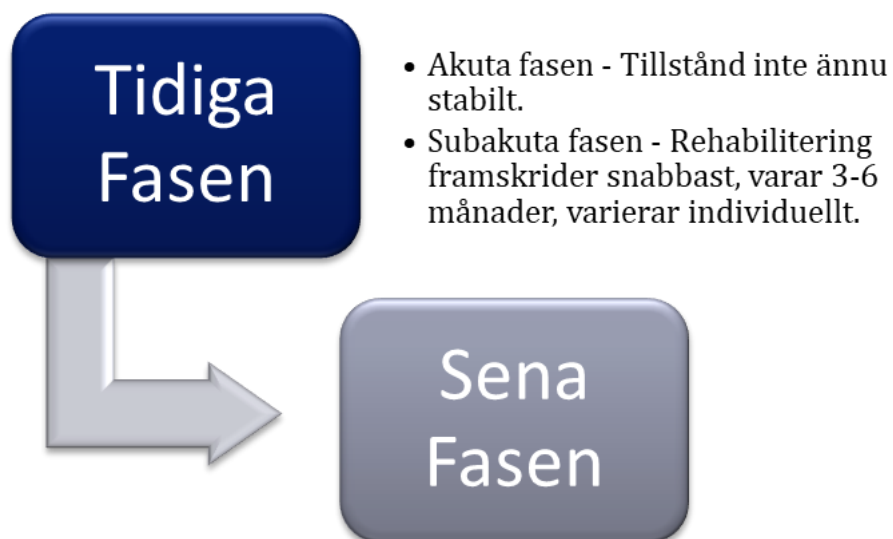 Tidiga
Fasen
• Akuta fasen - Tillstånd inte ännu
stabilt.
• Subakuta fasen - Rehabilitering
framskrider snabbast, varar 3-6
månader, varierar individuellt.
Sena
Fasen